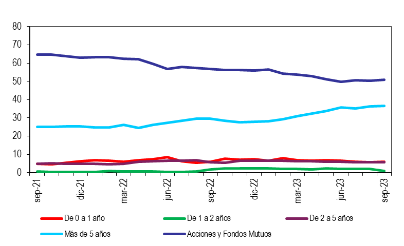 80
70
60
50
40
30
20
10
0
sep-21
dic-21
mar-22
jun-22
sep-22
dic-22
mar-23
jun-23
sep-23
De 0 a 1 año
De 1 a 2 años
De 2 a 5 años
Más de 5 años
Acciones y Fondos Mutuos